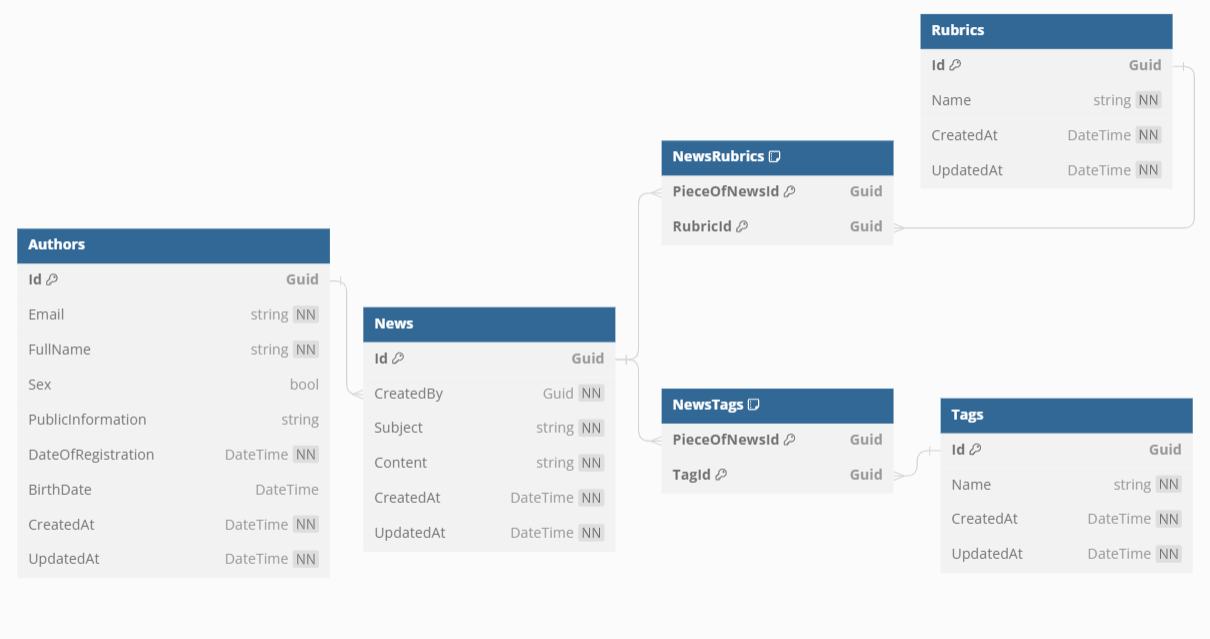 Rubrics
Id Guid
Name string NN
CreatedAt DateTime NN
UpdatedAt DateTime NN
NewsRubrics
PieceOfNewsId Guid
RubricId Guid
Authors
Id Guid
Email string NN
FullName string NN
Sex bool
PublicInformation string
DateOfRegistration DateTime NN
BirthDate DateTime
CreatedAt DateTime NN
UpdatedAt DateTime NN
News
Id Guid
CreatedBy Guid NN
Subject string NN
Content string NN
CreatedAt DateTime NN
UpdatedAt DateTime NN
NewsTags
PieceOfNewsId Guid
TagId Guid
Tags
Id Guid
Name string NN
CreatedAt DateTime NN
UpdatedAt DateTime NN